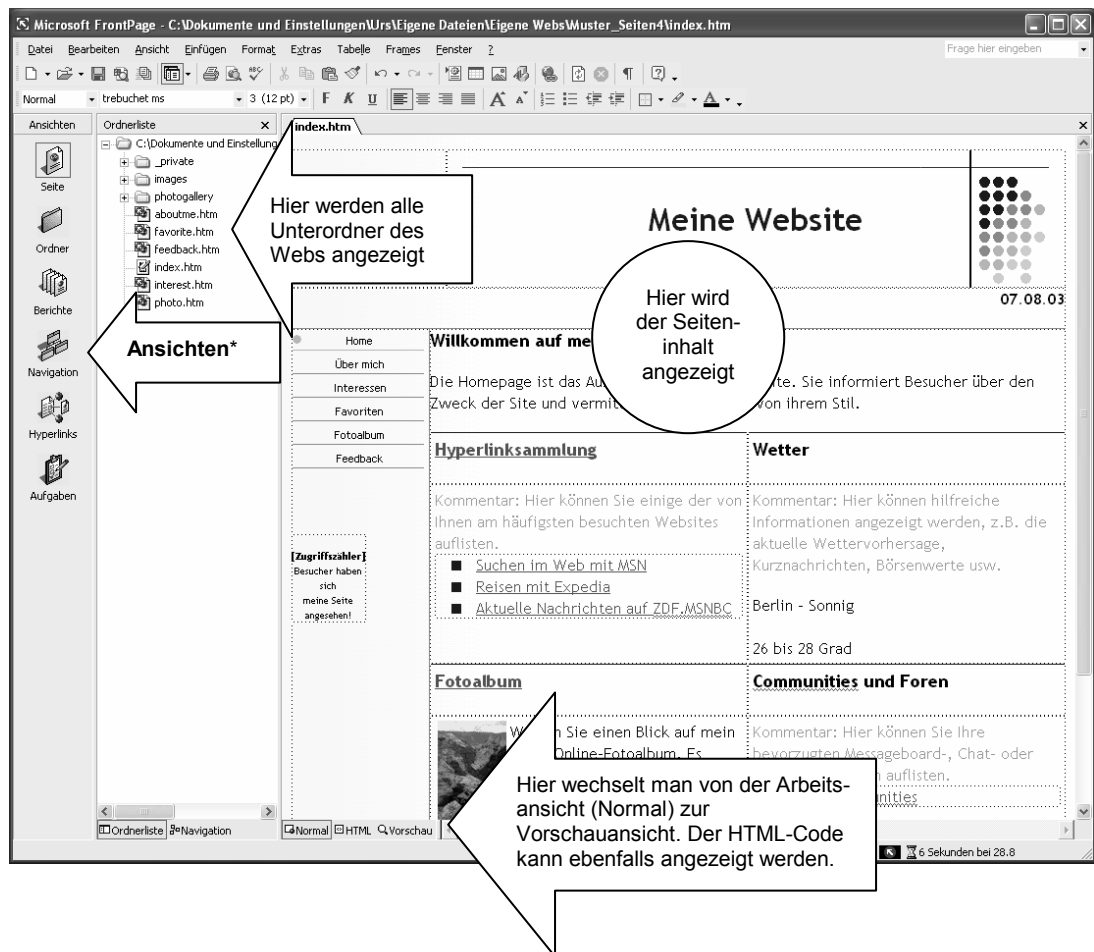 Microsoft FrontPage - C:\Dokumente und Einstellungen\Urs\Eigene Dateien\Eigene Webs\Muster_Seiten4\index.htm
Datei Bearbeiten Ansicht Einfügen Format Extras Tabelle Frames Fenster ?
Frage hier eingeben
Normal trebuchet ms 3 (12 pt) F K U
Ansichten
Seite
Ordner
Berichte
Navigation
Hyperlinks
Aufgaben
Ordnerliste
C:\Dokumente und Einstellung
_private
images
photogallery
aboutme.htm
favorite.htm
feedback.htm
index.htm
interest.htm
photo.htm
Hier werden alle
Unterordner des
Webs angezeigt
Ansichten*
index.htm
Meine Website
07.08.03
Hier wird
der Seiten-
inhalt
angezeigt
Home
Über mich
Interessen
Favoriten
Fotoalbum
Feedback
[Zugriffszähler]
Besucher haben
sich
meine Seite
angesehen!
Willkommen auf me
Die Homepage ist das Au te. Sie informiert Besucher über den
Zweck der Site und vermit von ihrem Stil.
Hyperlinksammlung
Kommentar: Hier können Sie einige der von
Ihnen am häufigsten besuchten Websites
auflisten.
Suchen im Web mit MSN
Reisen mit Expedia
Aktuelle Nachrichten auf ZDF.MSNBC
Wetter
Kommentar: Hier können hilfreiche
Informationen angezeigt werden, z.B. die
aktuelle Wettervorhersage,
Kurznachrichten, Börsenwerte usw.
Berlin - Sonnig
26 bis 28 Grad
Fotoalbum
W n Sie einen Blick auf mein
Online-Fotoalbum. Es
Communities und Foren
Kommentar: Hier können Sie Ihre
bevorzugten Messageboard-, Chat- oder
n auflisten.
unities
Hier wechselt man von der Arbeits-
ansicht (Normal) zur
Vorschauansicht. Der HTML-Code
kann ebenfalls angezeigt werden.
Ordnerliste Navigation
Normal HTML Vorschau
6 Sekunden bei 28.8